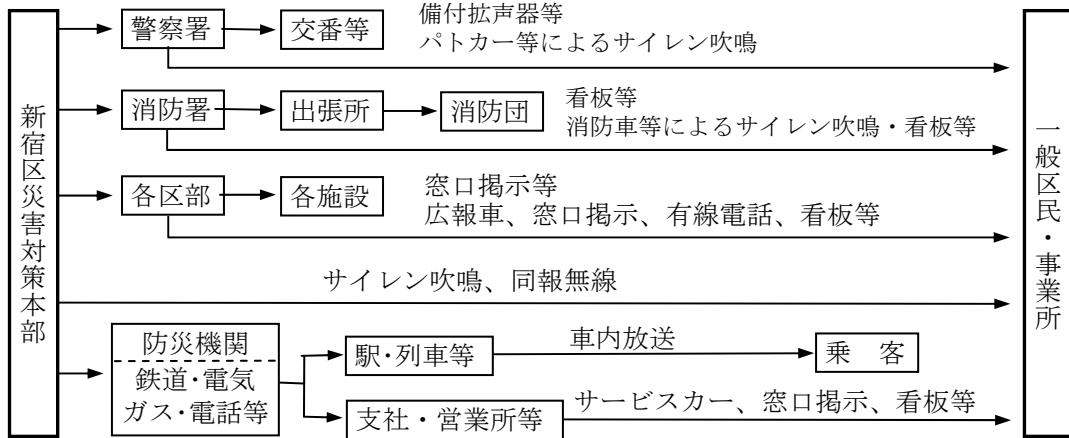 新宿区災害対策本部
警察署
交番等
備付拡声器等
パトカー等によるサイレン吹鳴
消防署
出張所
消防団
看板等
消防車等によるサイレン吹鳴・看板等
各区部
各施設
窓口掲示等
広報車、窓口掲示、有線電話、看板等
サイレン吹鳴、同報無線
防災機関
鉄道・電気
ガス・電話等
駅・列車等
車内放送
乗　客
支社・営業所等
サービスカー、窓口掲示、看板等
一般区民・事業所